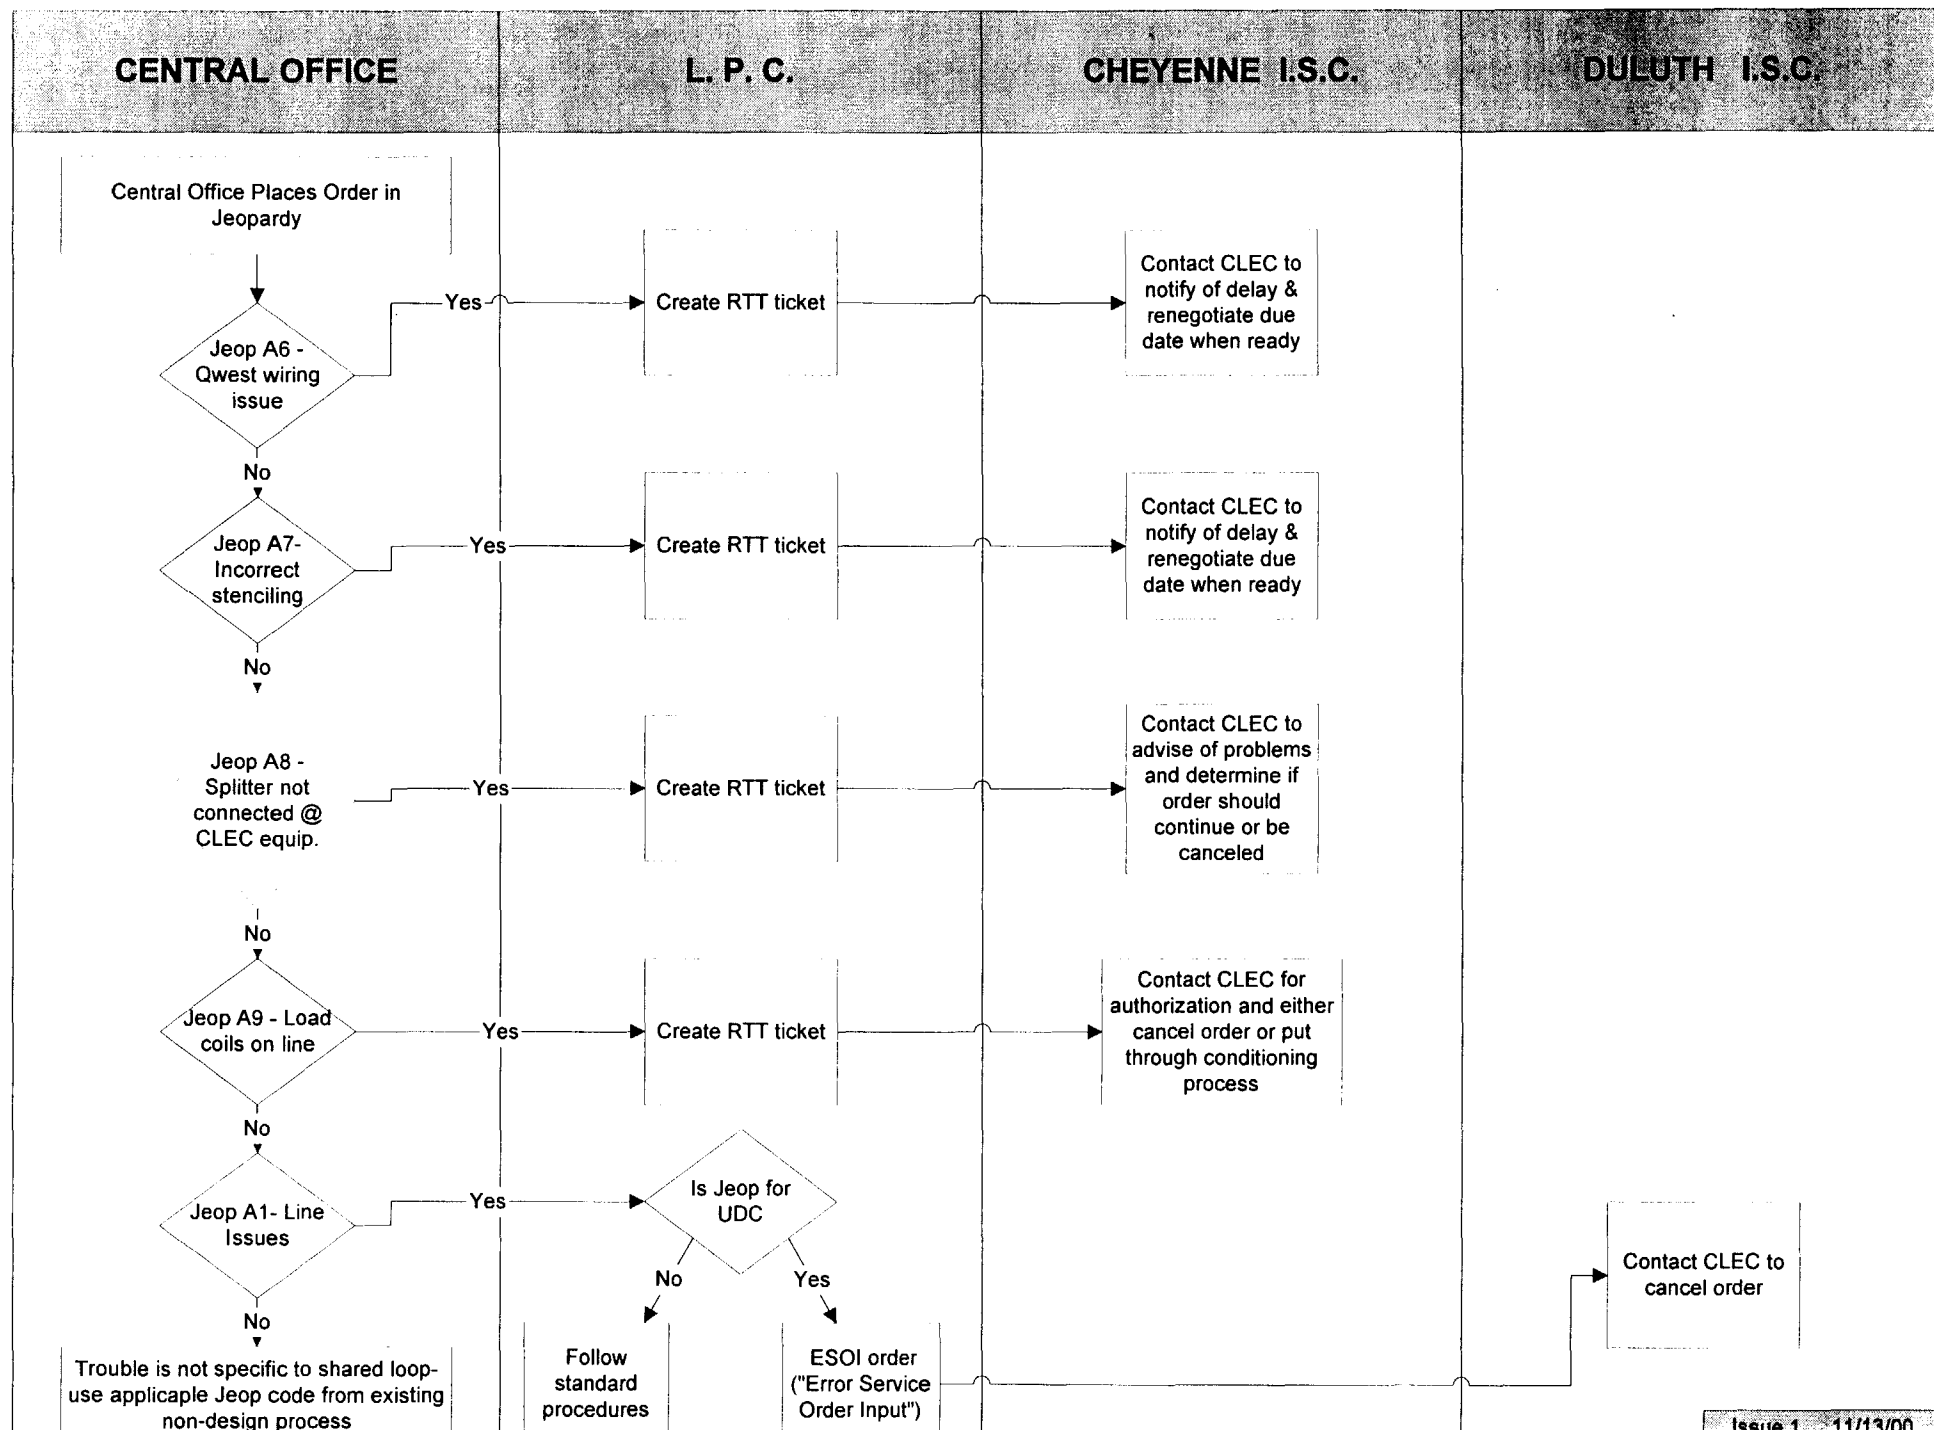 CENTRAL OFFICE
L. P. C.
CHEYENNE I.S.C.
DULUTH I.S.C.
Central Office Places Order in
Jeopardy
Jeop A6 -
Qwest wiring
issue
Yes
Create RTT ticket
Contact CLEC to
notify of delay &
renegotiate due
date when ready
No
Jeop A7-
Incorrect
stenciling
Yes
Create RTT ticket
Contact CLEC to
notify of delay &
renegotiate due
date when ready
No
Jeop A8 -
Splitter not
connected @
CLEC equip.
Yes
Create RTT ticket
Contact CLEC to
advise of problems
and determine if
order should
continue or be
canceled
No
Jeop A9 - Load
coils on line
Yes
Create RTT ticket
Contact CLEC for
authorization and either
cancel order or put
through conditioning
process
No
Jeop A1- Line
Issues
Yes
Is Jeop for
UDC
No
Yes
Contact CLEC to
cancel order
No
Trouble is not specific to shared loop-
use applicaple Jeop code from existing
non-design process
Follow
standard
procedures
ESOI order
("Error Service
Order Input")
Issue 1 11/13/00